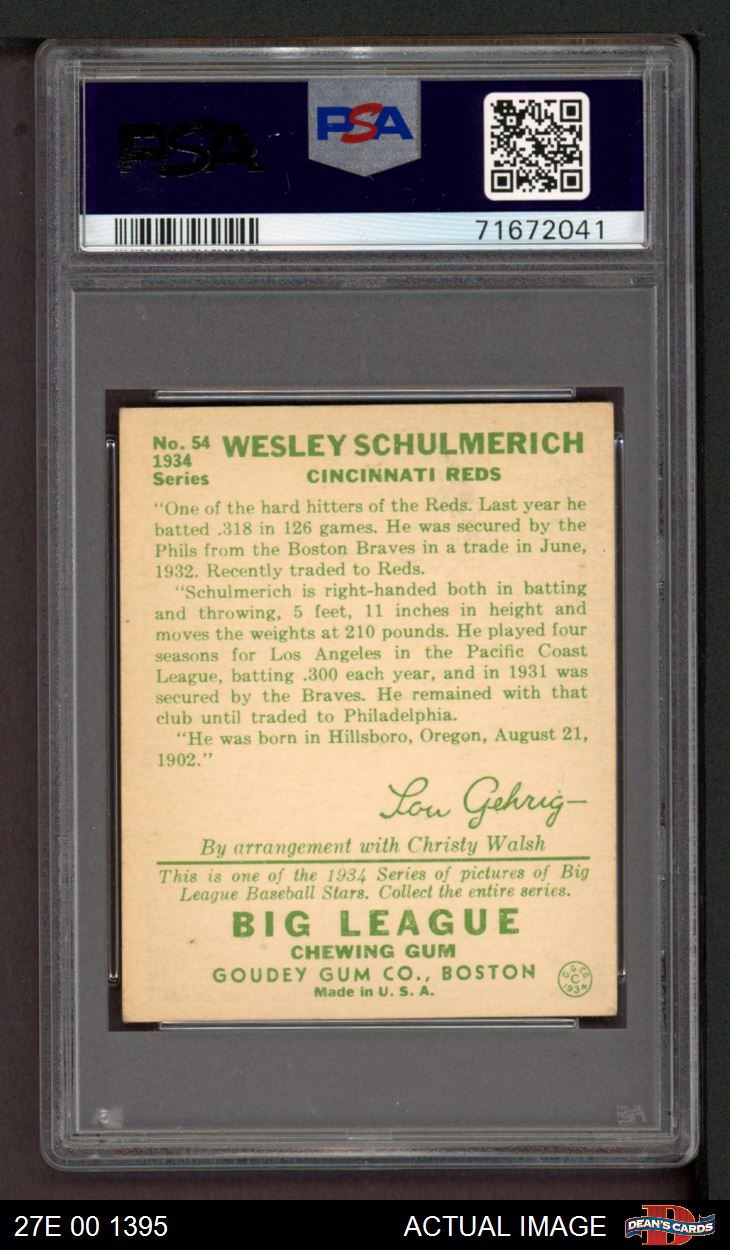 PSA
PSA
71672041
No. 54 WESLEY SCHULMERICH
1934
Series
CINCINNATI REDS
"One of the hard hitters of the Reds. Last year he
batted .318 in 126 games. He was secured by the
Phils from the Boston Braves in a trade in June,
1932. Recently traded to Reds.
"Schulmerich is right-handed both in batting
and throwing, 5 feet, 11 inches in height and
moves the weights at 210 pounds. He played four
seasons for Los Angeles in the Pacific Coast
League, batting .300 each year, and in 1931 was
secured by the Braves. He remained with that
club until traded to Philadelphia.
"He was born in Hillsboro, Oregon, August 21,
1902."
Lou Gehrig
By arrangement with Christy Walsh
This is one of the 1934 Series of pictures of Big
League Baseball Stars. Collect the entire series.
BIG LEAGUE
CHEWING GUM
GOUDEY GUM CO., BOSTON
Made in U. S. A.
G. G. Co.
C
1934
PSA
27E 00 1395
ACTUAL IMAGE
D
DEAN'S CARDS